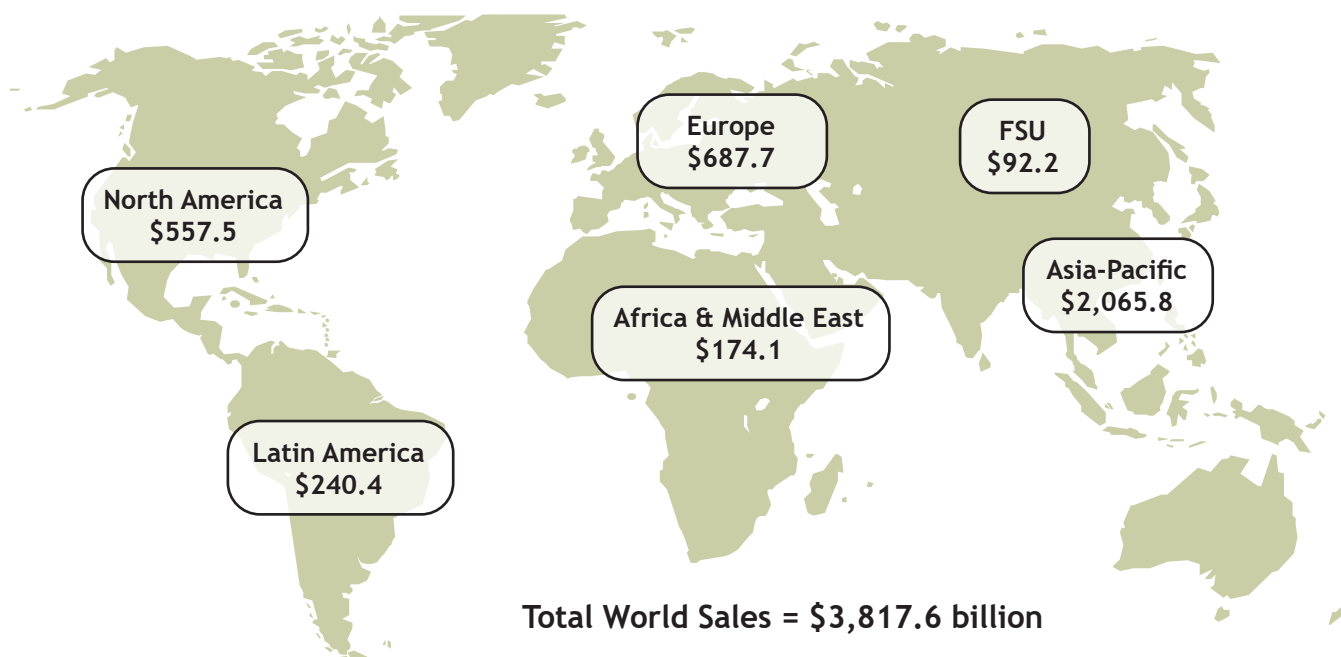 Europe
$687.7
FSU
$92.2
North America
$557.5
Asia-Pacific
$2,065.8
Africa & Middle East
$174.1
Latin America
$240.4
Total World Sales = $3,817.6 billion